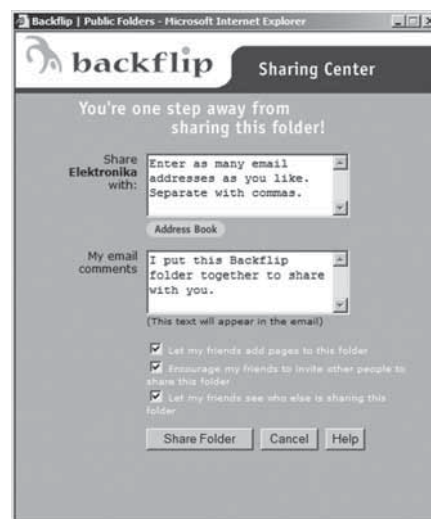 Backflip | Public Folders - Microsoft Internet Explorer
backflip
Sharing Center
You're one step away from
sharing this folder!
Share
Elektronika
with:
Enter as many email
addresses as you like.
Separate with commas.
Address Book
My email
comments
I put this Backflip
folder together to share
with you.
(This text will appear in the email)
Let my friends add pages to this folder
Encourage my friends to invite other people to
share this folder
Let my friends see who else is sharing this
folder
Share Folder
Cancel
Help